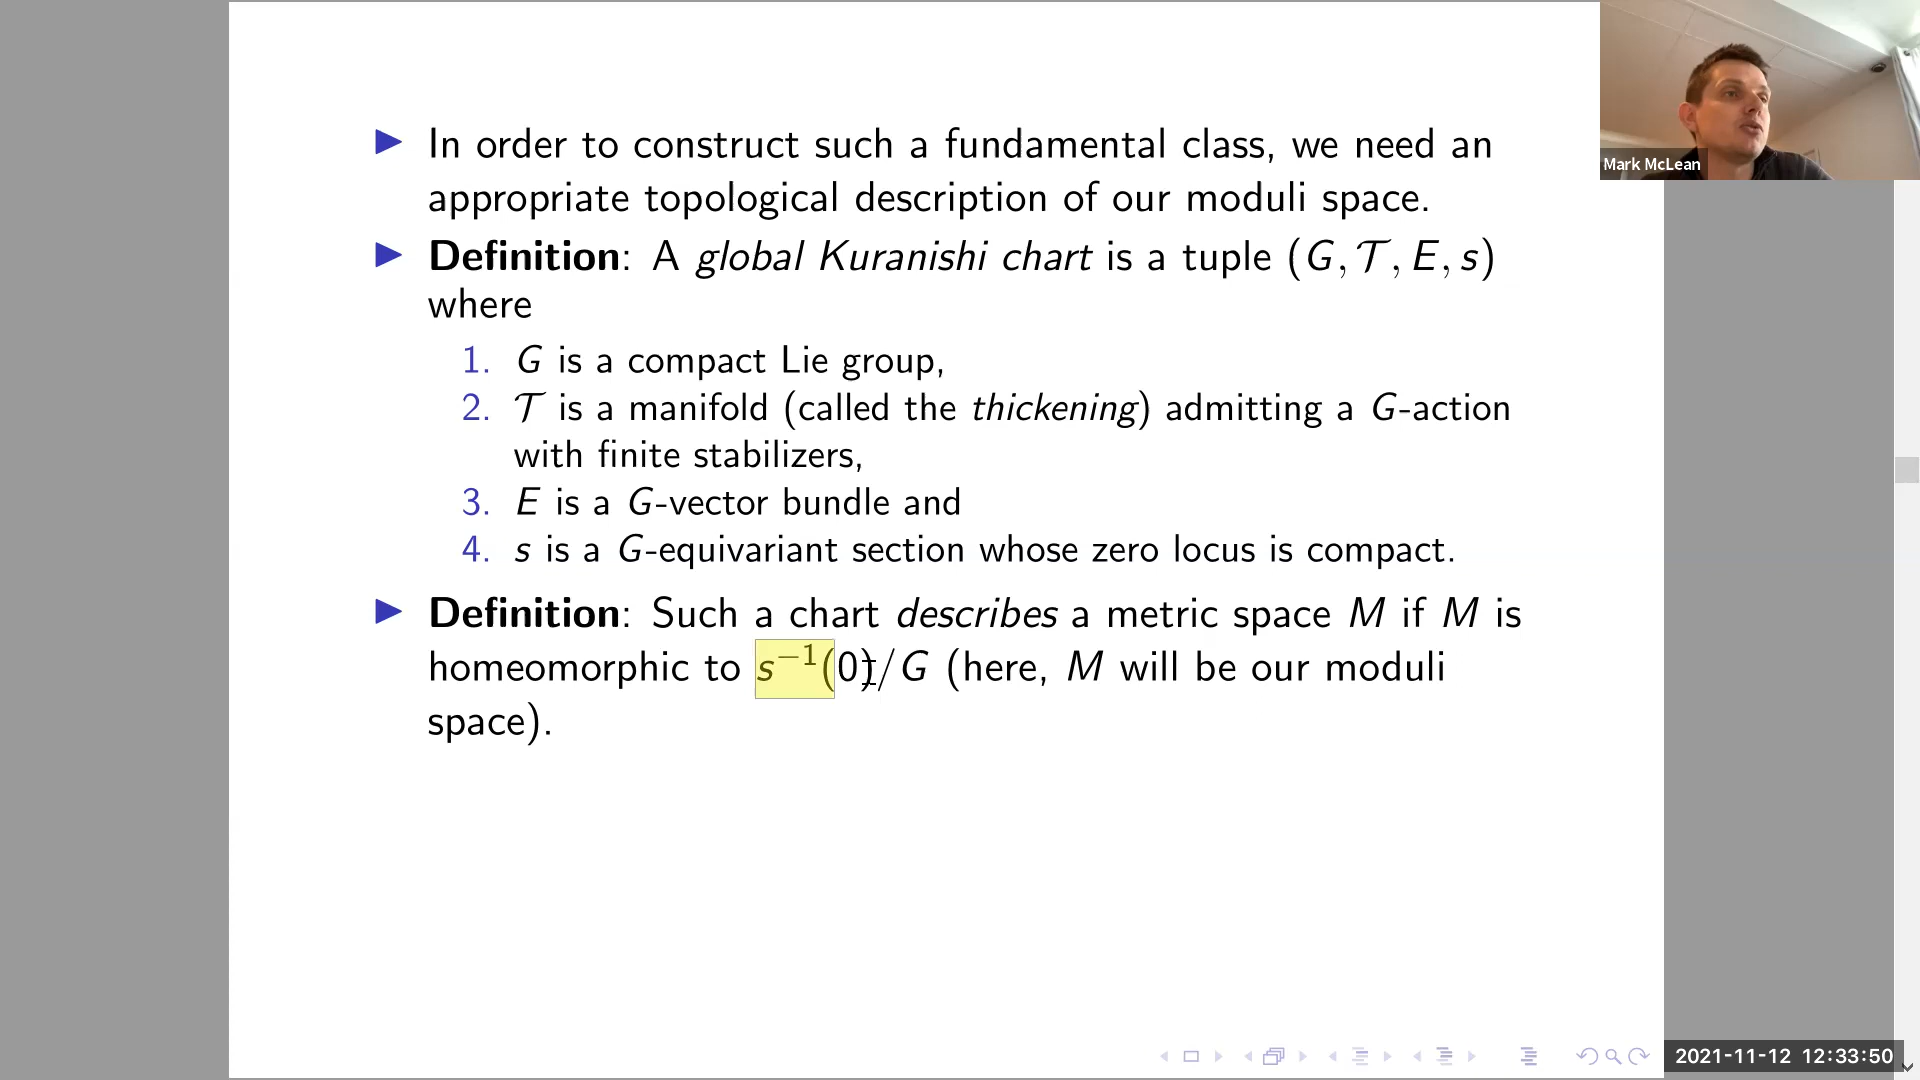 ▶ In order to construct such a fundamental class, we need an
appropriate topological description of our moduli space.
▶ Definition: A global Kuranishi chart is a tuple (G, 𝒯, E, s)
where
1. G is a compact Lie group,
2. 𝒯 is a manifold (called the thickening) admitting a G-action
with finite stabilizers,
3. E is a G-vector bundle and
4. s is a G-equivariant section whose zero locus is compact.
▶ Definition: Such a chart describes a metric space M if M is
homeomorphic to s⁻¹(0)/G (here, M will be our moduli
space).
Mark McLean
2021-11-12 12:33:50